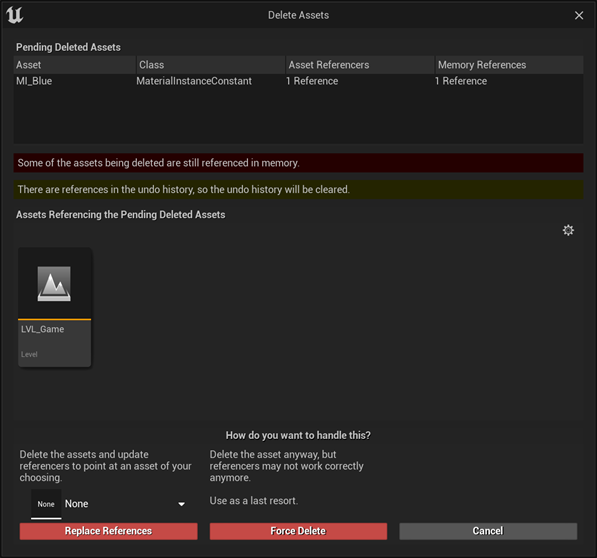 Delete Assets
Pending Deleted Assets
Asset Class Asset Referencers Memory References
MI_Blue MaterialInstanceConstant 1 Reference 1 Reference
Some of the assets being deleted are still referenced in memory.
There are references in the undo history, so the undo history will be cleared.
Assets Referencing the Pending Deleted Assets
LVL_Game
Level
How do you want to handle this?
Delete the assets and update
referencers to point at an asset of your
choosing.
None None
Replace References
Delete the asset anyway, but
referencers may not work correctly
anymore.
Use as a last resort.
Force Delete
Cancel